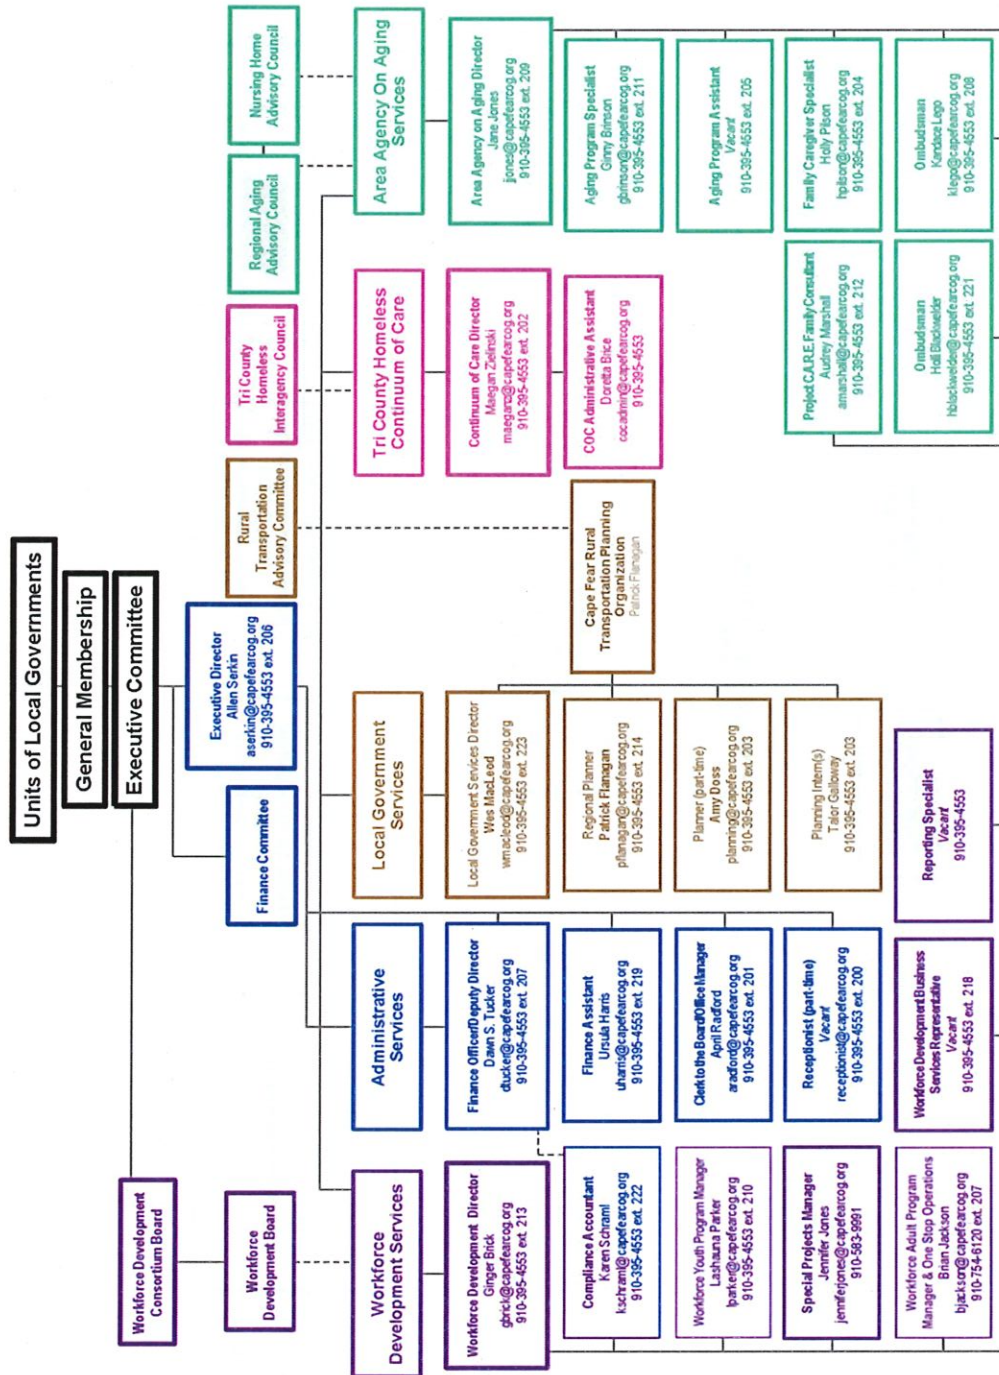 Units of Local Governments
General Membership
Executive Committee
Workforce Development
Consortium Board
Workforce
Development Board
Finance Committee
Executive Director
Allen Serkin
aserkin@capefearcog.org
910-395-4553 ext. 206
Rural
Transportation
Advisory Committee
Tri County
Homeless
Interagency Council
Regional Aging
Advisory Council
Nursing Home
Advisory Council
Workforce
Development Services
Administrative
Services
Local Government
Services
Tri County Homeless
Continuum of Care
Area Agency On Aging
Services
Workforce Development Director
Ginger Brick
gbrick@capefearcog.org
910-395-4553 ext. 213
Compliance Accountant
Karen Schraml
kschraml@capefearcog.org
910-395-4553 ext. 222
Workforce Youth Program Manager
Lashauna Parker
lparker@capefearcog.org
910-395-4553 ext. 210
Special Projects Manager
Jennifer Jones
jenniferjones@capefearcog.org
910-583-9991
Workforce Adult Program
Manager & One Stop Operations
Brian Jackson
bjackson@capefearcog.org
910-754-6120 ext. 207
Finance Officer/Deputy Director
Dawn S. Tucker
dtucker@capefearcog.org
910-395-4553 ext. 207
Finance Assistant
Ursula Harris
uharris@capefearcog.org
910-395-4553 ext. 219
Clerk to the Board/Office Manager
April Radford
aradford@capefearcog.org
910-395-4553 ext. 201
Receptionist (part-time)
Vacant
receptionist@capefearcog.org
910-395-4553 ext. 200
Workforce Development Business
Services Representative
Vacant
910-395-4553 ext. 218
Local Government Services Director
Wes MacLeod
wmacleod@capefearcog.org
910-395-4553 ext. 223
Regional Planner
Patrick Flanagan
pflanagan@capefearcog.org
910-395-4553 ext. 214
Planner (part-time)
Amy Doss
planning@capefearcog.org
910-395-4553 ext. 203
Planning Intern(s)
Talor Galloway
910-395-4553 ext. 203
Reporting Specialist
Vacant
910-395-4553
Cape Fear Rural
Transportation Planning
Organization
Patrick Flanagan
Continuum of Care Director
Maegan Zielinski
maeganz@capefearcog.org
910-395-4553 ext. 202
COC Administrative Assistant
Doretta Brice
cocadmin@capefearcog.org
910-395-4553
Area Agency on Aging Director
Jane Jones
jjones@capefearcog.org
910-395-4553 ext. 209
Aging Program Specialist
Ginny Brinson
gbrinson@capefearcog.org
910-395-4553 ext. 211
Aging Program Assistant
Vacant
910-395-4553 ext. 205
Project C.A.R.E. Family Consultant
Audrey Marshall
amarshall@capefearcog.org
910-395-4553 ext. 212
Family Caregiver Specialist
Holly Pilson
hpilson@capefearcog.org
910-395-4553 ext. 204
Ombudsman
Holli Blackwelder
hblackwelder@capefearcog.org
910-395-4553 ext. 221
Ombudsman
Kandace Lego
klego@capefearcog.org
910-395-4553 ext. 208